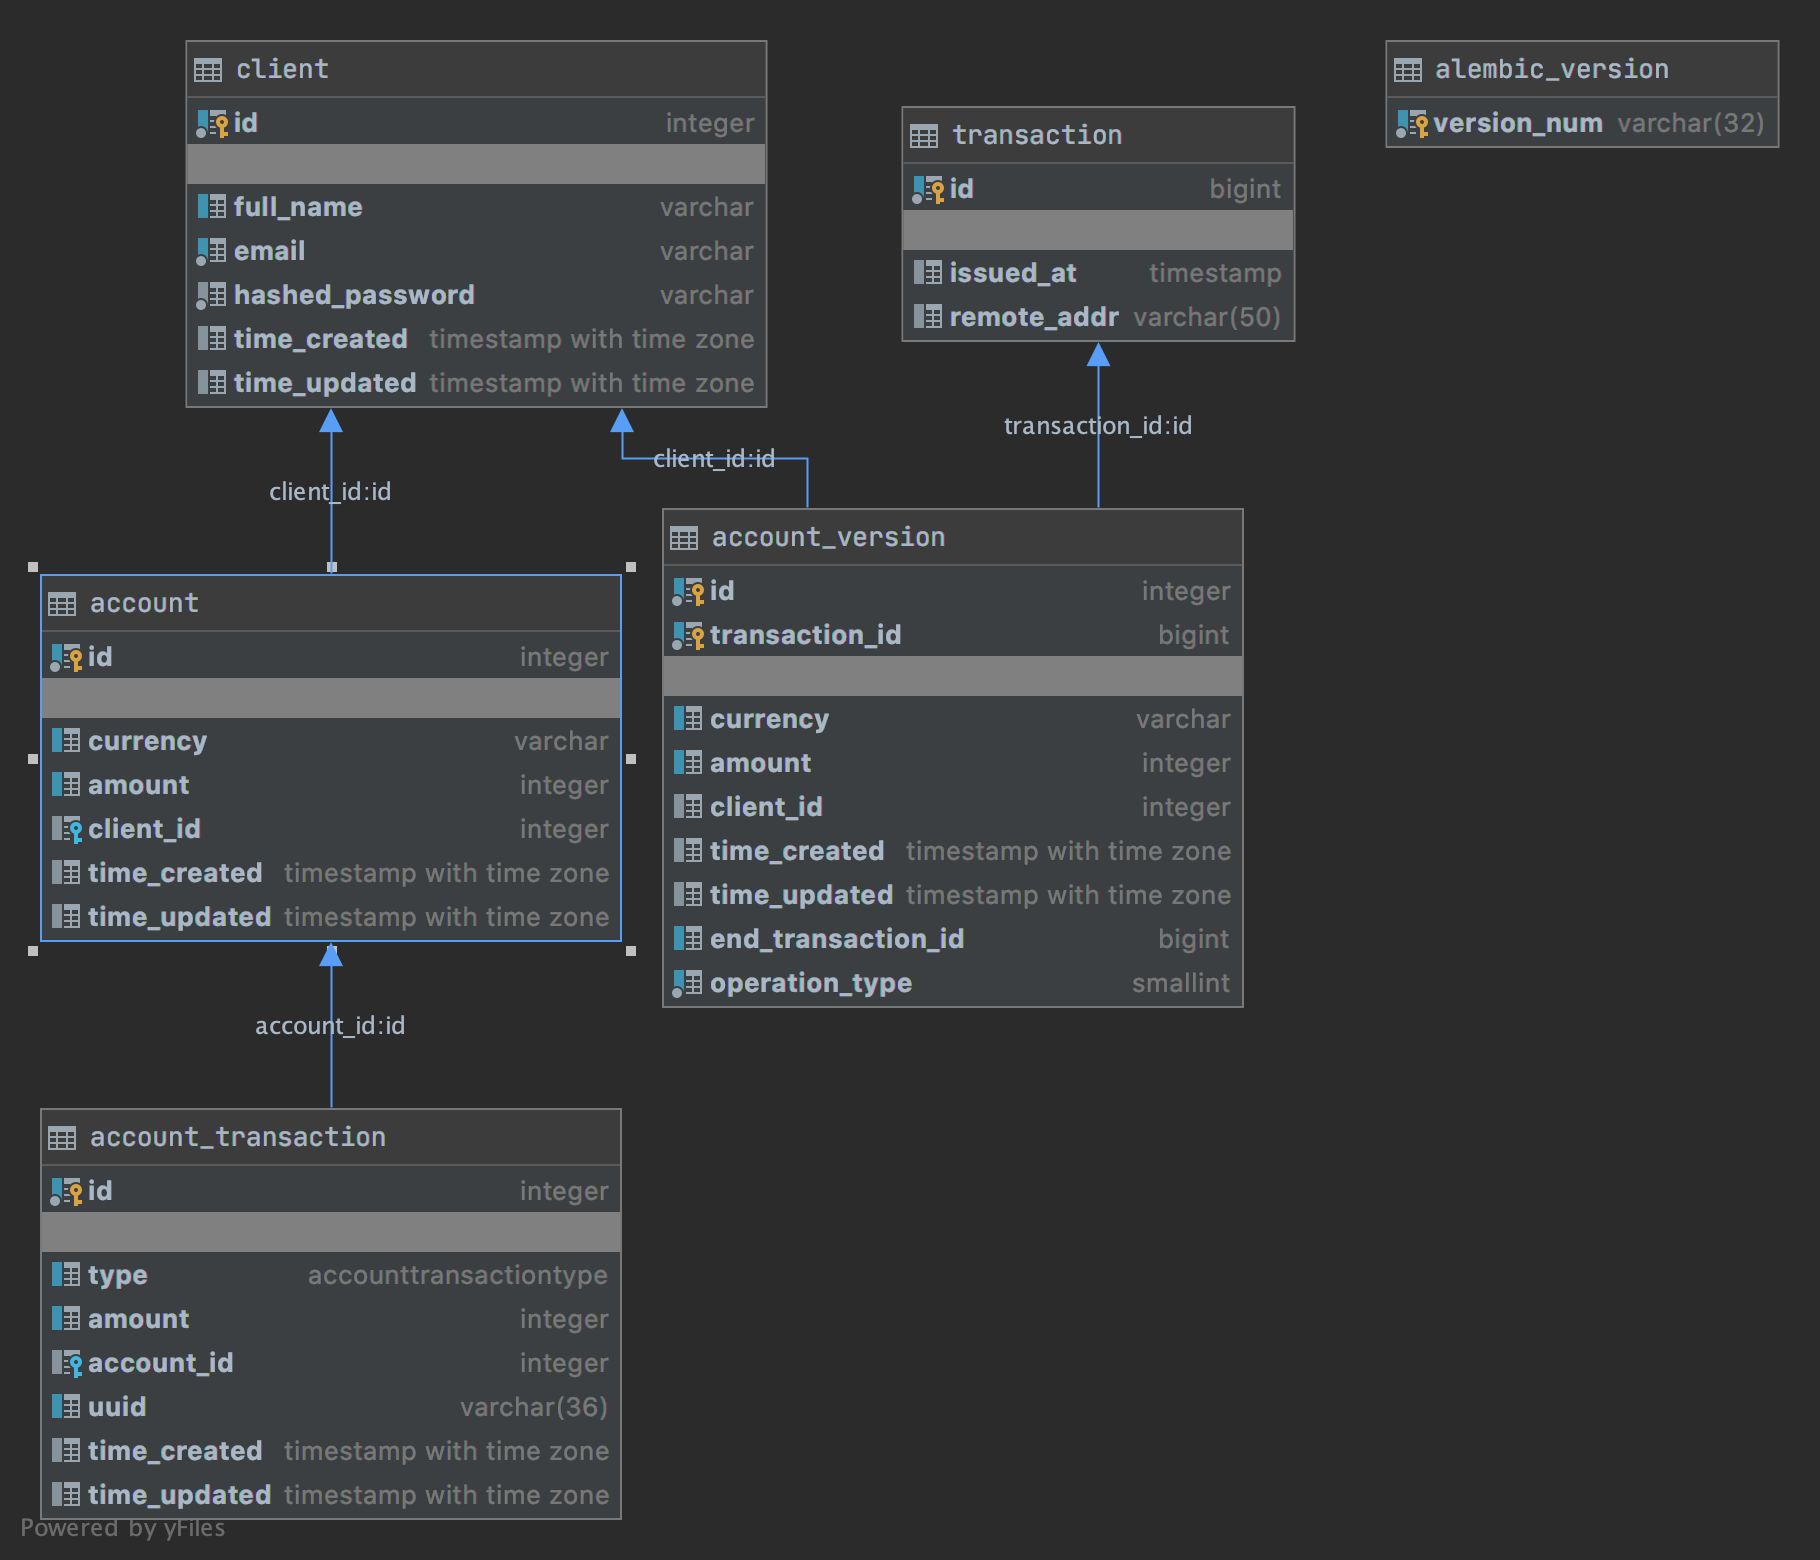 client
id integer
full_name varchar
email varchar
hashed_password varchar
time_created timestamp with time zone
time_updated timestamp with time zone
transaction
id bigint
issued_at timestamp
remote_addr varchar(50)
alembic_version
version_num varchar(32)
client_id:id
client_id:id
transaction_id:id
account
id integer
currency varchar
amount integer
client_id integer
time_created timestamp with time zone
time_updated timestamp with time zone
account_version
id integer
transaction_id bigint
currency varchar
amount integer
client_id integer
time_created timestamp with time zone
time_updated timestamp with time zone
end_transaction_id bigint
operation_type smallint
account_id:id
account_transaction
id integer
type accounttransactiontype
amount integer
account_id integer
uuid varchar(36)
time_created timestamp with time zone
time_updated timestamp with time zone
Powered by yFiles